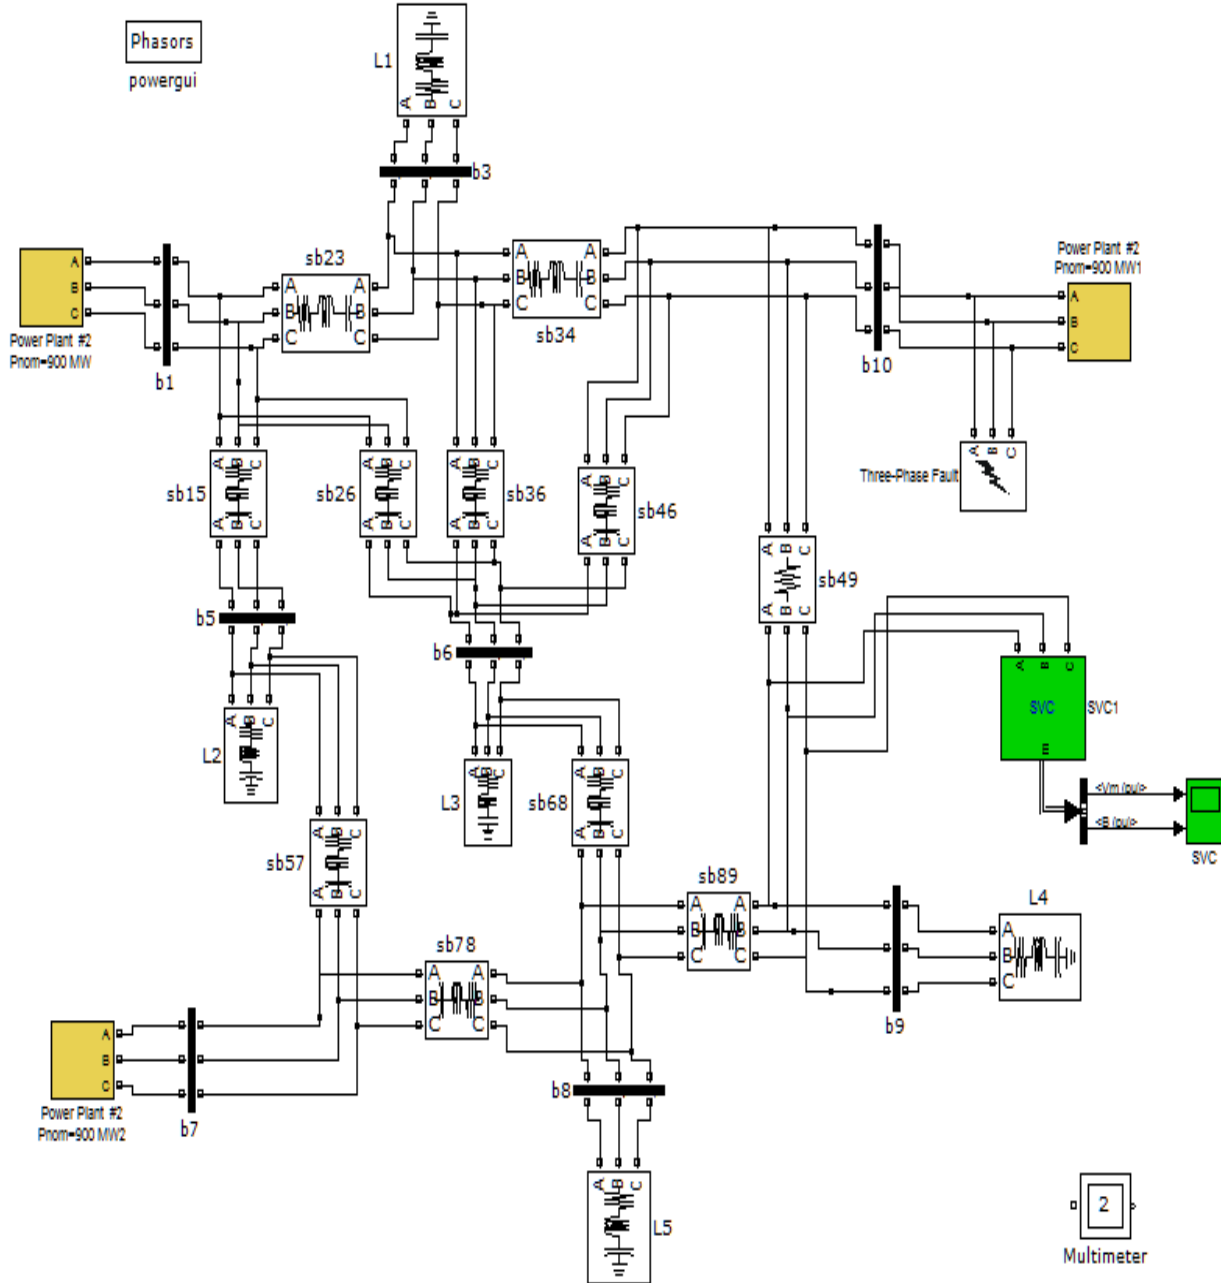 Phasors
powergui
L1
A B C
b3
Power Plant #2
Pnom=900 MW1
A
B
C
sb23
A A
B B
C C
A A
B B
C C
sb34
A
B
C
Power Plant #2
Pnom=900 MW
b1
b10
A B C
sb15
A B C
A B C
sb26
A B C
A B C
sb36
A B C
A B C
sb46
A B C
A B C
Three-Phase Fault
A B C
sb49
A B C
b5
b6
A B C
L2
A B C
SVC
SVC1
A B C
L3
A B C
sb68
A B C
<Vm (pu)>
<B (pu)>
SVC
A B C
sb57
A B C
sb89
A A
B B
C C
L4
A
B
C
sb78
A A
B B
C C
b9
A
B
C
Power Plant #2
Pnom=900 MW2
b7
b8
A B C
L5
2
Multimeter